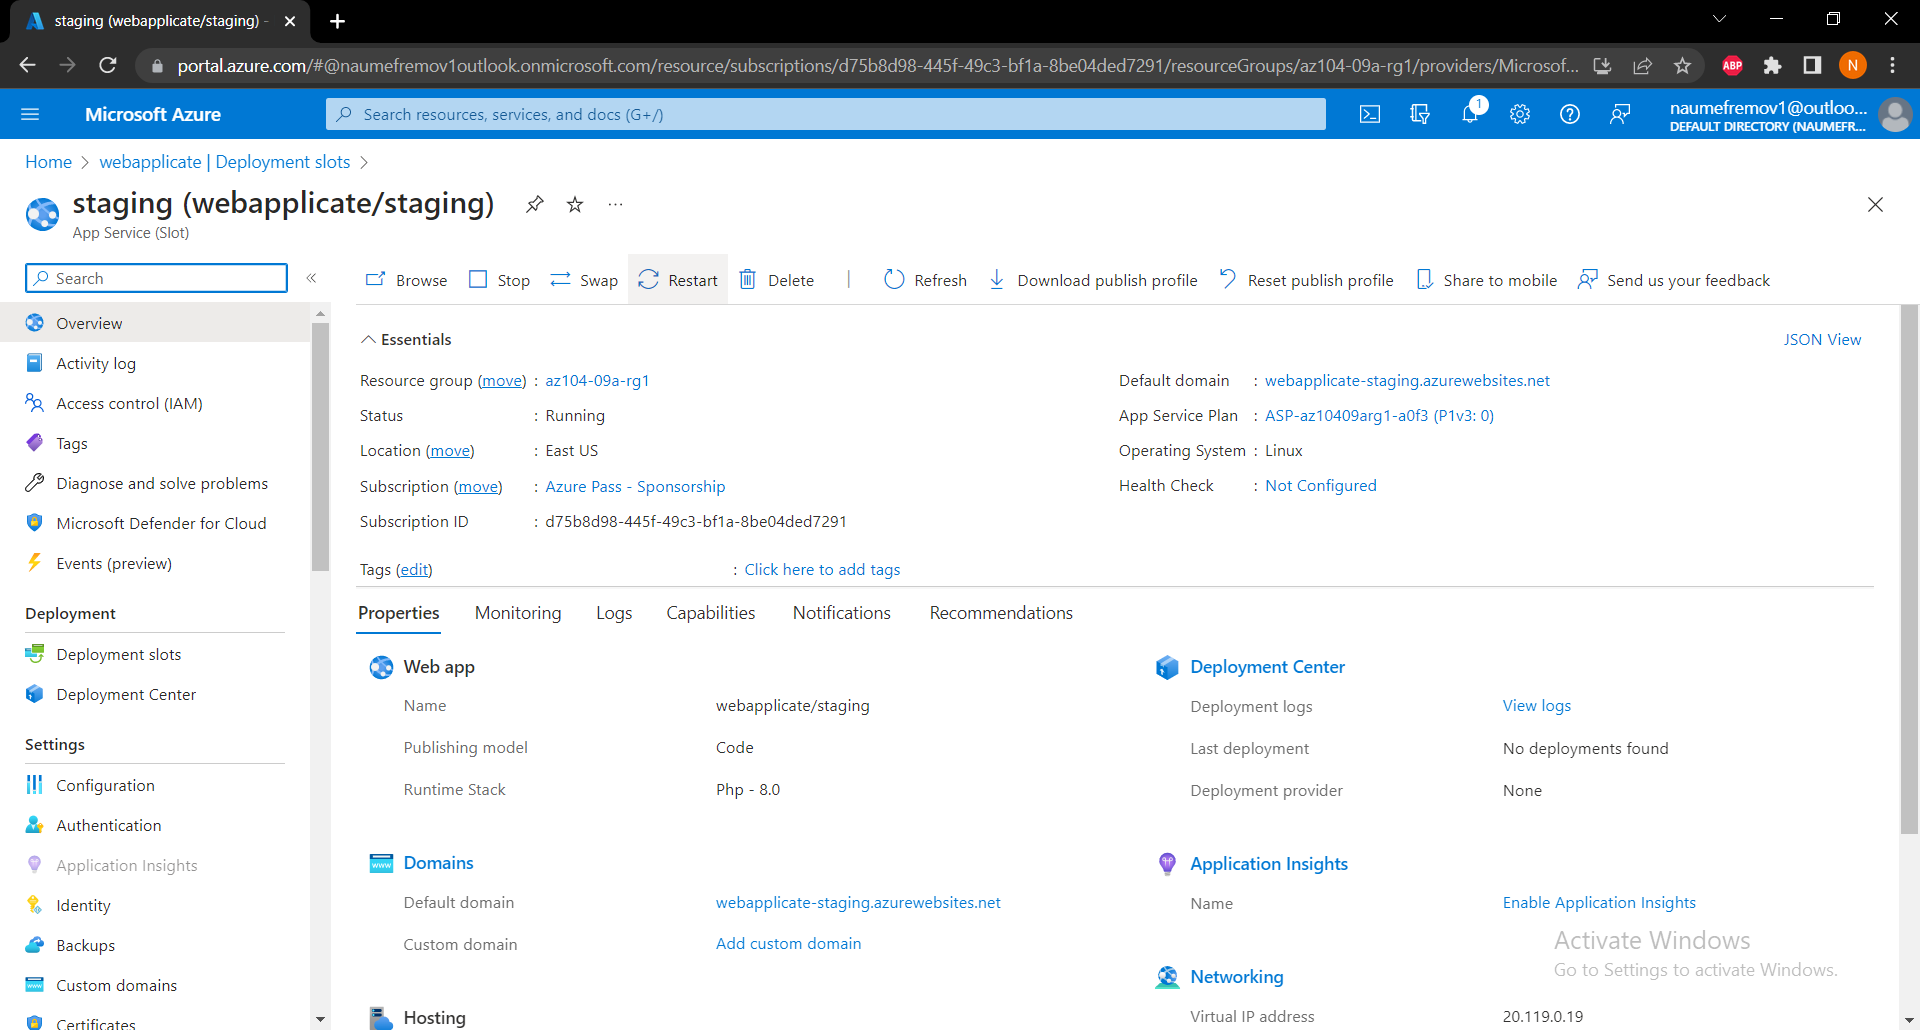 staging (webapplicate/staging) -
portal.azure.com/#@naumefremov1outlook.onmicrosoft.com/resource/subscriptions/d75b8d98-445f-49c3-bf1a-8be04ded7291/resourceGroups/az104-09a-rg1/providers/Microsof...
ABP
N
Microsoft Azure
Search resources, services, and docs (G+/)
1
naumefremov1@outloo...
DEFAULT DIRECTORY (NAUMEFR...
Home > webapplicate | Deployment slots >
staging (webapplicate/staging)
App Service (Slot)
Search
«
Browse Stop Swap Restart Delete | Refresh Download publish profile Reset publish profile Share to mobile Send us your feedback
Overview
Activity log
Access control (IAM)
Tags
Diagnose and solve problems
Microsoft Defender for Cloud
Events (preview)
Deployment
Deployment slots
Deployment Center
Settings
Configuration
Authentication
Application Insights
Identity
Backups
Custom domains
Certificates
Essentials
JSON View
Resource group (move) : az104-09a-rg1
Status : Running
Location (move) : East US
Subscription (move) : Azure Pass - Sponsorship
Subscription ID : d75b8d98-445f-49c3-bf1a-8be04ded7291
Default domain : webapplicate-staging.azurewebsites.net
App Service Plan : ASP-az10409arg1-a0f3 (P1v3: 0)
Operating System : Linux
Health Check : Not Configured
Tags (edit) : Click here to add tags
Properties Monitoring Logs Capabilities Notifications Recommendations
Web app
Name webapplicate/staging
Publishing model Code
Runtime Stack Php - 8.0
www Domains
Default domain webapplicate-staging.azurewebsites.net
Custom domain Add custom domain
Hosting
Deployment Center
Deployment logs View logs
Last deployment No deployments found
Deployment provider None
Application Insights
Name Enable Application Insights
Networking
Virtual IP address 20.119.0.19
Activate Windows
Go to Settings to activate Windows.